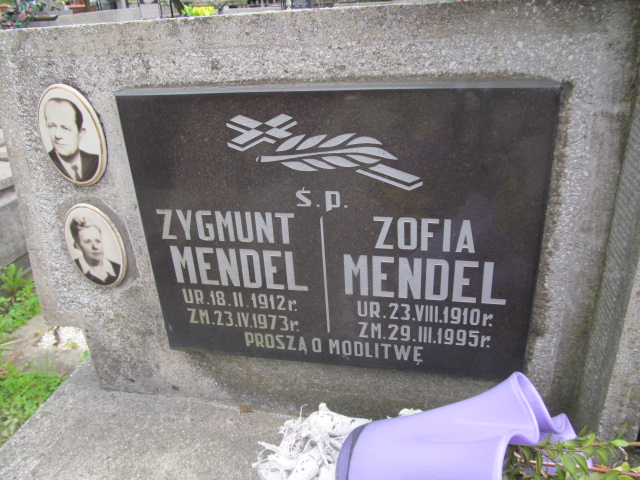 ś.p.
ZYGMUNT
MENDEL
UR.18.II.1912r.
ZM.23.IV.1973r.
ZOFIA
MENDEL
UR.23.VIII.1910r.
ZM.29.III.1995r.
PROSZĄ O MODLITWĘ